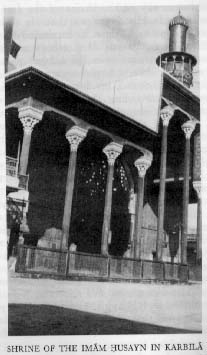 SHRINE OF THE IMĀM ḤUSAYN IN KARBILĀ